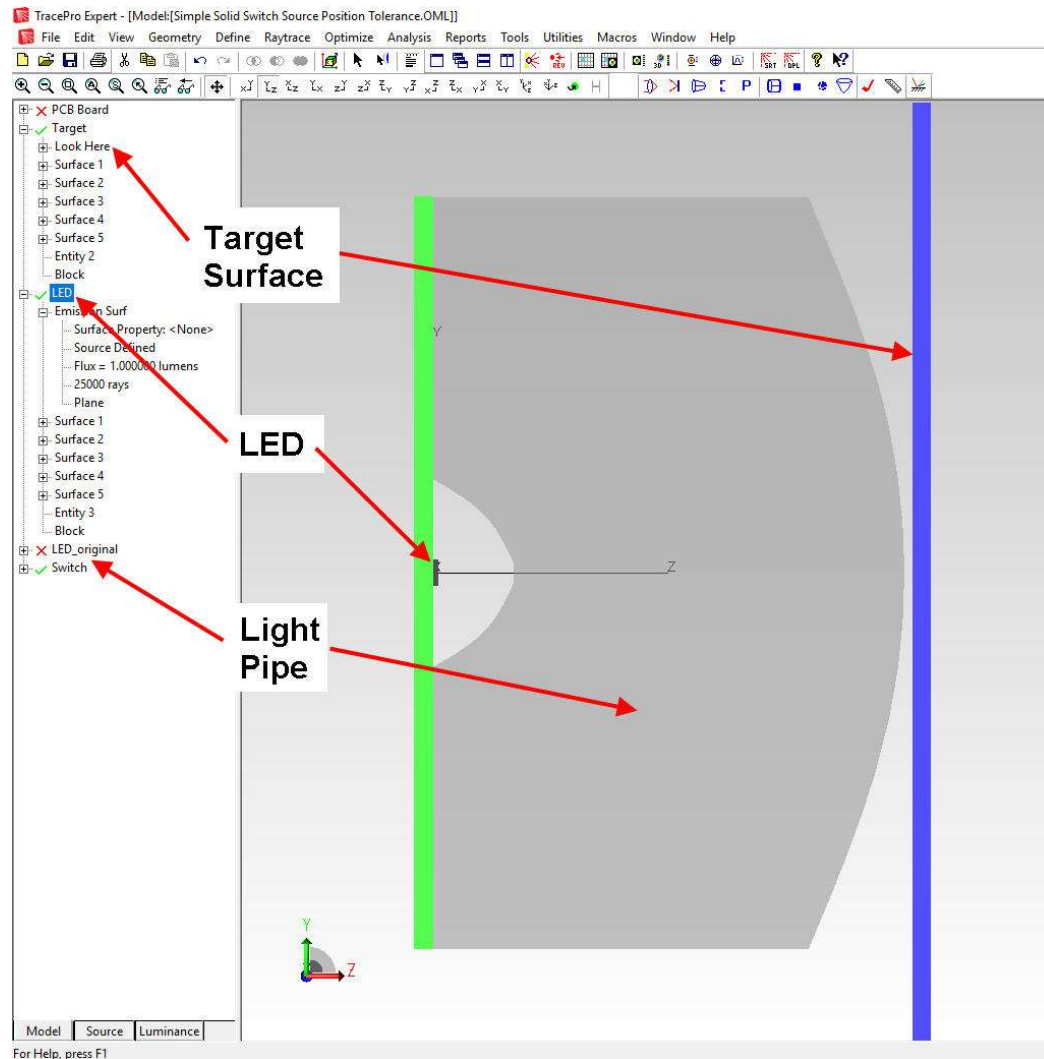 TracePro Expert - [Model:[Simple Solid Switch Source Position Tolerance.OML]]
File Edit View Geometry Define Raytrace Optimize Analysis Reports Tools Utilities Macros Window Help
PCB Board
Target
Look Here
Surface 1
Surface 2
Surface 3
Surface 4
Surface 5
Entity 2
Block
LED
Emission Surf
Surface Property: <None>
Source Defined
Flux = 1.000000 lumens
25000 rays
Plane
Surface 1
Surface 2
Surface 3
Surface 4
Surface 5
Entity 3
Block
LED_original
Switch
Target
Surface
LED
Light
Pipe
Y
Z
Y
Z
Model Source Luminance
For Help, press F1